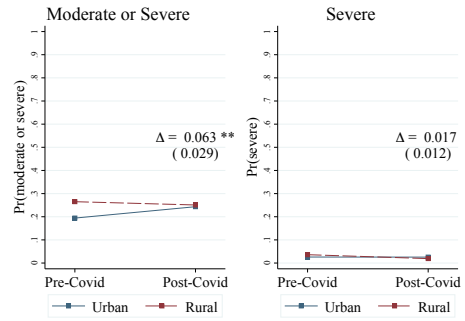 Moderate or Severe
Pr(moderate or severe)
1
.9
.8
.7
.6
.5
.4
.3
.2
.1
0
Δ = 0.063 **
( 0.029)
Pre-Covid Post-Covid
Urban Rural
Severe
Pr(severe)
1
.9
.8
.7
.6
.5
.4
.3
.2
.1
0
Δ = 0.017
(0.012)
Pre-Covid Post-Covid
Urban Rural